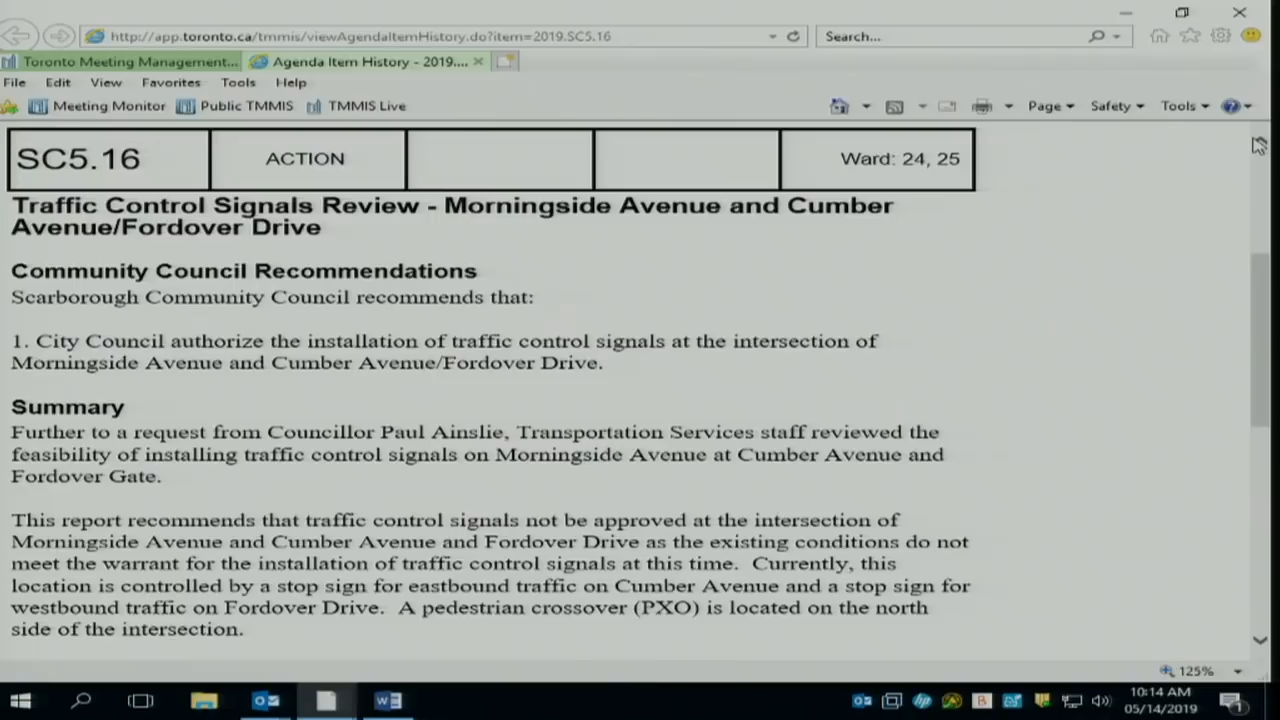 http://app.toronto.ca/tmmis/viewAgendaItemHistory.do?item=2019.SC5.16
Search...
Toronto Meeting Management...
Agenda Item History - 2019....
File Edit View Favorites Tools Help
Meeting Monitor Public TMMIS TMMIS Live
Page Safety Tools
SC5.16 ACTION Ward: 24, 25
Traffic Control Signals Review - Morningside Avenue and Cumber
Avenue/Fordover Drive
Community Council Recommendations
Scarborough Community Council recommends that:
1. City Council authorize the installation of traffic control signals at the intersection of
Morningside Avenue and Cumber Avenue/Fordover Drive.
Summary
Further to a request from Councillor Paul Ainslie, Transportation Services staff reviewed the
feasibility of installing traffic control signals on Morningside Avenue at Cumber Avenue and
Fordover Gate.
This report recommends that traffic control signals not be approved at the intersection of
Morningside Avenue and Cumber Avenue and Fordover Drive as the existing conditions do not
meet the warrant for the installation of traffic control signals at this time. Currently, this
location is controlled by a stop sign for eastbound traffic on Cumber Avenue and a stop sign for
westbound traffic on Fordover Drive. A pedestrian crossover (PXO) is located on the north
side of the intersection.
125%
10:14 AM
05/14/2019